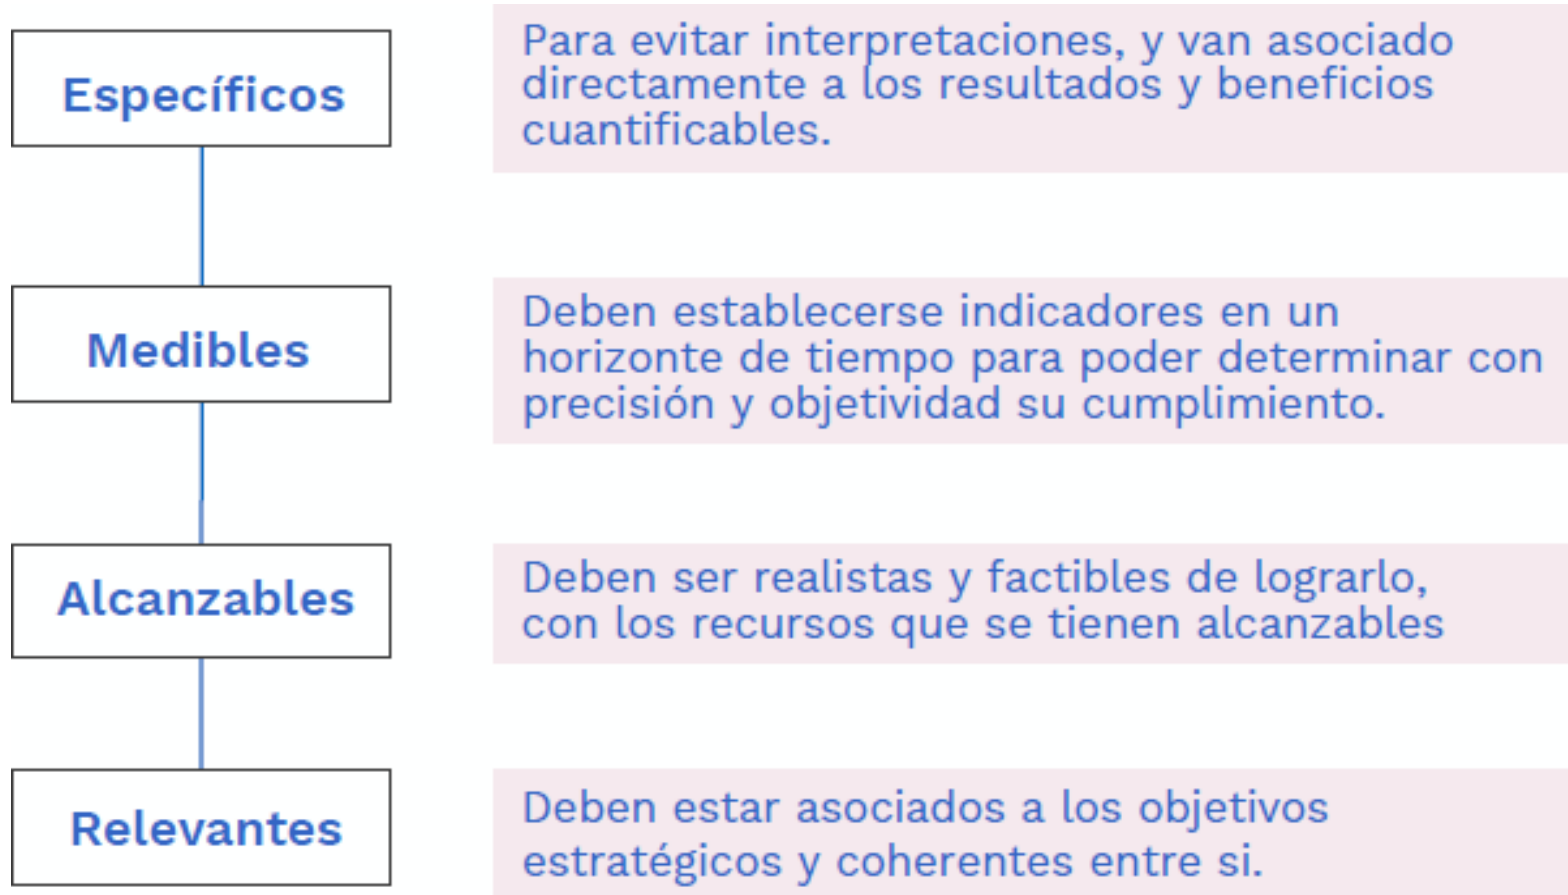 Específicos
Para evitar interpretaciones, y van asociado
directamente a los resultados y beneficios
cuantificables.
Medibles
Deben establecerse indicadores en un
horizonte de tiempo para poder determinar con
precisión y objetividad su cumplimiento.
Alcanzables
Deben ser realistas y factibles de lograrlo,
con los recursos que se tienen alcanzables
Relevantes
Deben estar asociados a los objetivos
estratégicos y coherentes entre si.